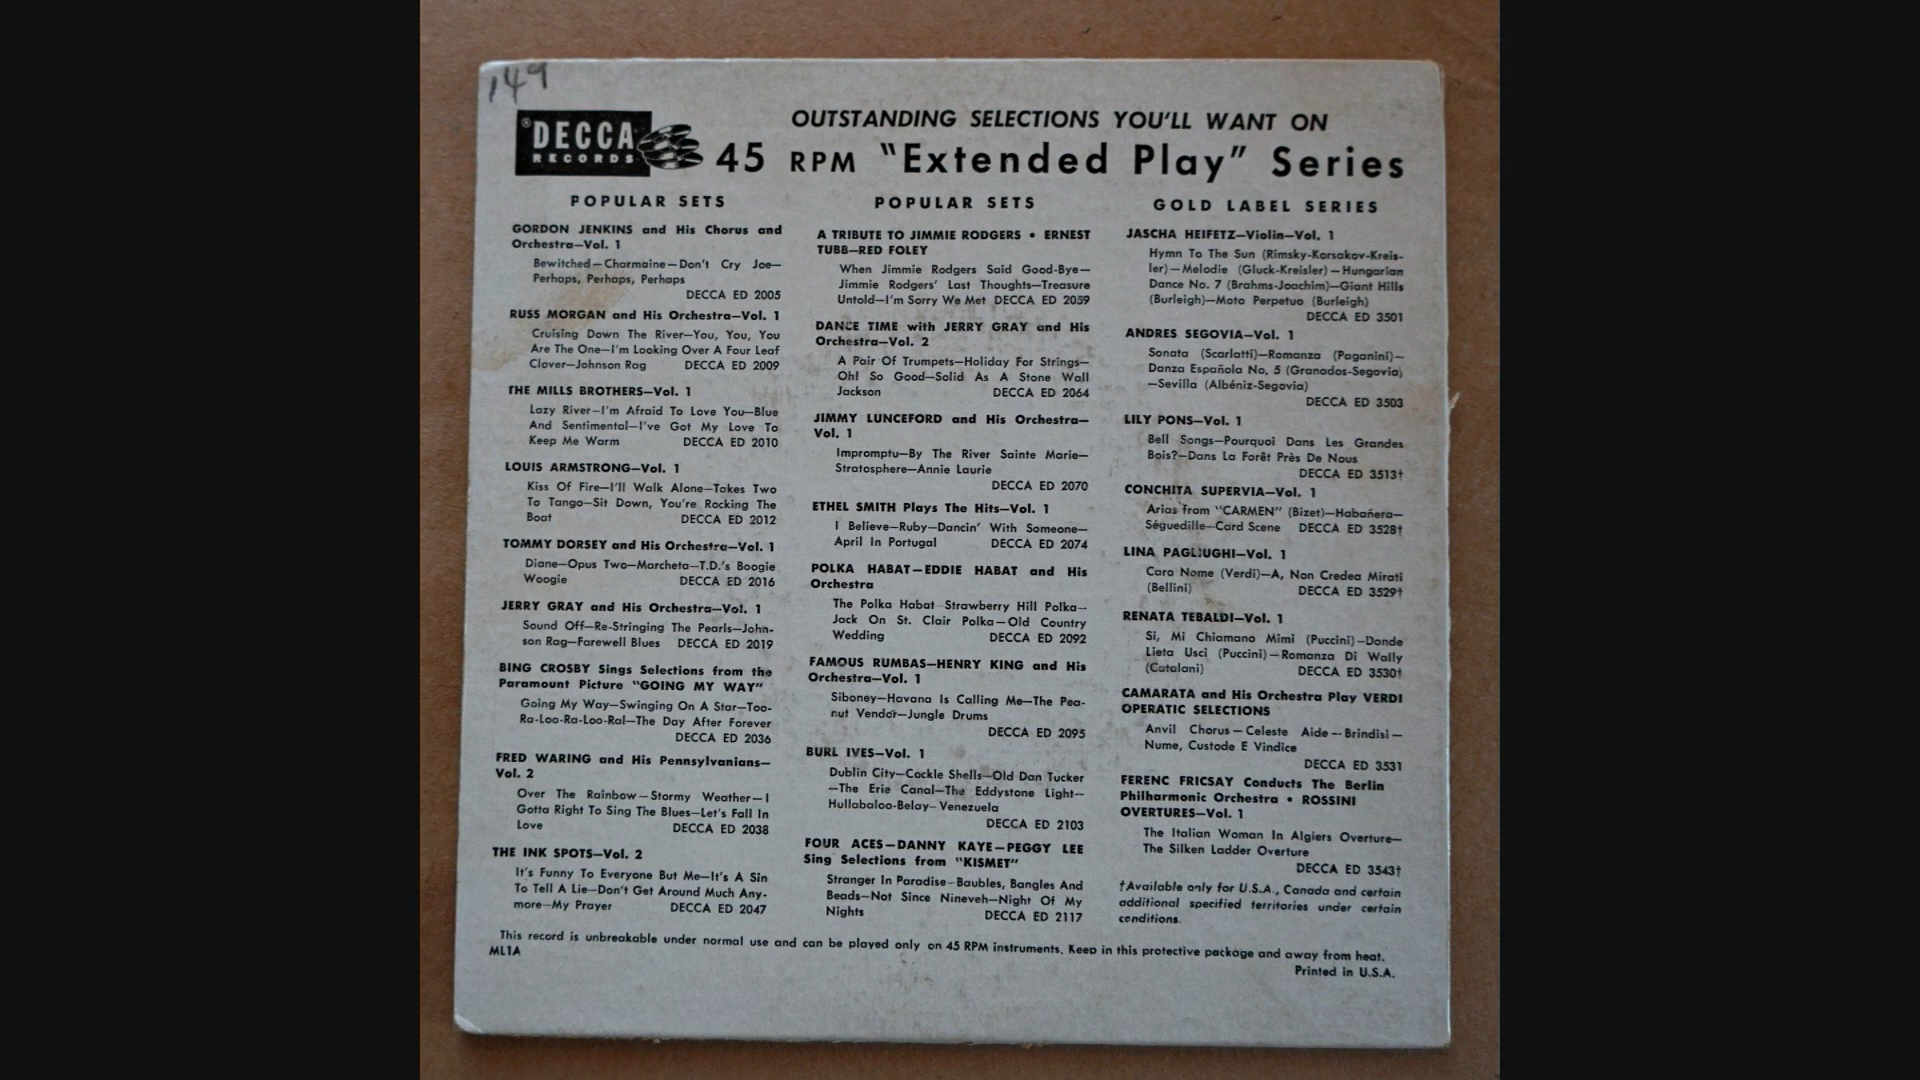 149
®DECCA
RECORDS
OUTSTANDING SELECTIONS YOU'LL WANT ON
45 RPM "Extended Play" Series
POPULAR SETS
GORDON JENKINS and His Chorus and
Orchestra—Vol. 1
Bewitched—Charmaine—Don't Cry Joe—
Perhaps, Perhaps, Perhaps
DECCA ED 2005
RUSS MORGAN and His Orchestra—Vol. 1
Cruising Down The River—You, You, You
Are The One—I'm Looking Over A Four Leaf
Clover—Johnson Rag DECCA ED 2009
THE MILLS BROTHERS—Vol. 1
Lazy River—I'm Afraid To Love You—Blue
And Sentimental—I've Got My Love To
Keep Me Warm DECCA ED 2010
LOUIS ARMSTRONG—Vol. 1
Kiss Of Fire—I'll Walk Alone—Takes Two
To Tango—Sit Down, You're Rocking The
Boat DECCA ED 2012
TOMMY DORSEY and His Orchestra—Vol. 1
Diane—Opus Two—Marcheta—T.D.'s Boogie
Woogie DECCA ED 2016
JERRY GRAY and His Orchestra—Vol. 1
Sound Off—Re-Stringing The Pearls—John-
son Rag—Farewell Blues DECCA ED 2019
BING CROSBY Sings Selections from the
Paramount Picture "GOING MY WAY"
Going My Way—Swinging On A Star—Too-
Ra-Loo-Ra-Loo-Ral—The Day After Forever
DECCA ED 2036
FRED WARING and His Pennsylvanians—
Vol. 2
Over The Rainbow—Stormy Weather—I
Gotta Right To Sing The Blues—Let's Fall In
Love DECCA ED 2038
THE INK SPOTS—Vol. 2
It's Funny To Everyone But Me—It's A Sin
To Tell A Lie—Don't Get Around Much Any-
more—My Prayer DECCA ED 2047
POPULAR SETS
A TRIBUTE TO JIMMIE RODGERS • ERNEST
TUBB—RED FOLEY
When Jimmie Rodgers Said Good-Bye—
Jimmie Rodgers' Last Thoughts—Treasure
Untold—I'm Sorry We Met DECCA ED 2059
DANCE TIME with JERRY GRAY and His
Orchestra—Vol. 2
A Pair Of Trumpets—Holiday For Strings—
Oh! So Good—Solid As A Stone Wall
Jackson DECCA ED 2064
JIMMY LUNCEFORD and His Orchestra—
Vol. 1
Impromptu—By The River Sainte Marie—
Stratosphere—Annie Laurie
DECCA ED 2070
ETHEL SMITH Plays The Hits—Vol. 1
I Believe—Ruby—Dancin' With Someone—
April In Portugal DECCA ED 2074
POLKA HABAT—EDDIE HABAT and His
Orchestra
The Polka Habat—Strawberry Hill Polka—
Jack On St. Clair Polka—Old Country
Wedding DECCA ED 2092
FAMOUS RUMBAS—HENRY KING and His
Orchestra—Vol. 1
Siboney—Havana Is Calling Me—The Pea-
nut Vendor—Jungle Drums
DECCA ED 2095
BURL IVES—Vol. 1
Dublin City—Cockle Shells—Old Dan Tucker
—The Erie Canal—The Eddystone Light—
Hullabaloo-Belay—Venezuela
DECCA ED 2103
FOUR ACES—DANNY KAYE—PEGGY LEE
Sing Selections from "KISMET"
Stranger In Paradise—Baubles, Bangles And
Beads—Not Since Nineveh—Night Of My
Nights DECCA ED 2117
GOLD LABEL SERIES
JASCHA HEIFETZ—Violin—Vol. 1
Hymn To The Sun (Rimsky-Korsakov-Kreis-
ler)—Melodie (Gluck-Kreisler)—Hungarian
Dance No. 7 (Brahms-Joachim)—Giant Hills
(Burleigh)—Moto Perpetuo (Burleigh)
DECCA ED 3501
ANDRES SEGOVIA—Vol. 1
Sonata (Scarlatti)—Romanza (Paganini)—
Danza Española No. 5 (Granados-Segovia)
—Sevilla (Albéniz-Segovia)
DECCA ED 3503
LILY PONS—Vol. 1
Bell Songs—Pourquoi Dans Les Grandes
Bois?—Dans La Forêt Près De Nous
DECCA ED 3513†
CONCHITA SUPERVIA—Vol. 1
Arias from "CARMEN" (Bizet)—Habañera—
Séguedille—Card Scene DECCA ED 3528†
LINA PAGLIUGHI—Vol. 1
Caro Nome (Verdi)—A, Non Credea Mirati
(Bellini) DECCA ED 3529†
RENATA TEBALDI—Vol. 1
Si, Mi Chiamano Mimi (Puccini)—Donde
Lieta Usci (Puccini)—Romanza Di Wally
(Catalani) DECCA ED 3530†
CAMARATA and His Orchestra Play VERDI
OPERATIC SELECTIONS
Anvil Chorus—Celeste Aide—Brindisi—
Nume, Custode E Vindice
DECCA ED 3531
FERENC FRICSAY Conducts The Berlin
Philharmonic Orchestra • ROSSINI
OVERTURES—Vol. 1
The Italian Woman In Algiers Overture—
The Silken Ladder Overture
DECCA ED 3543†
†Available only for U.S.A., Canada and certain
additional specified territories under certain
conditions.
This record is unbreakable under normal use and can be played only on 45 RPM instruments. Keep in this protective package and away from heat.
ML1A
Printed in U.S.A.